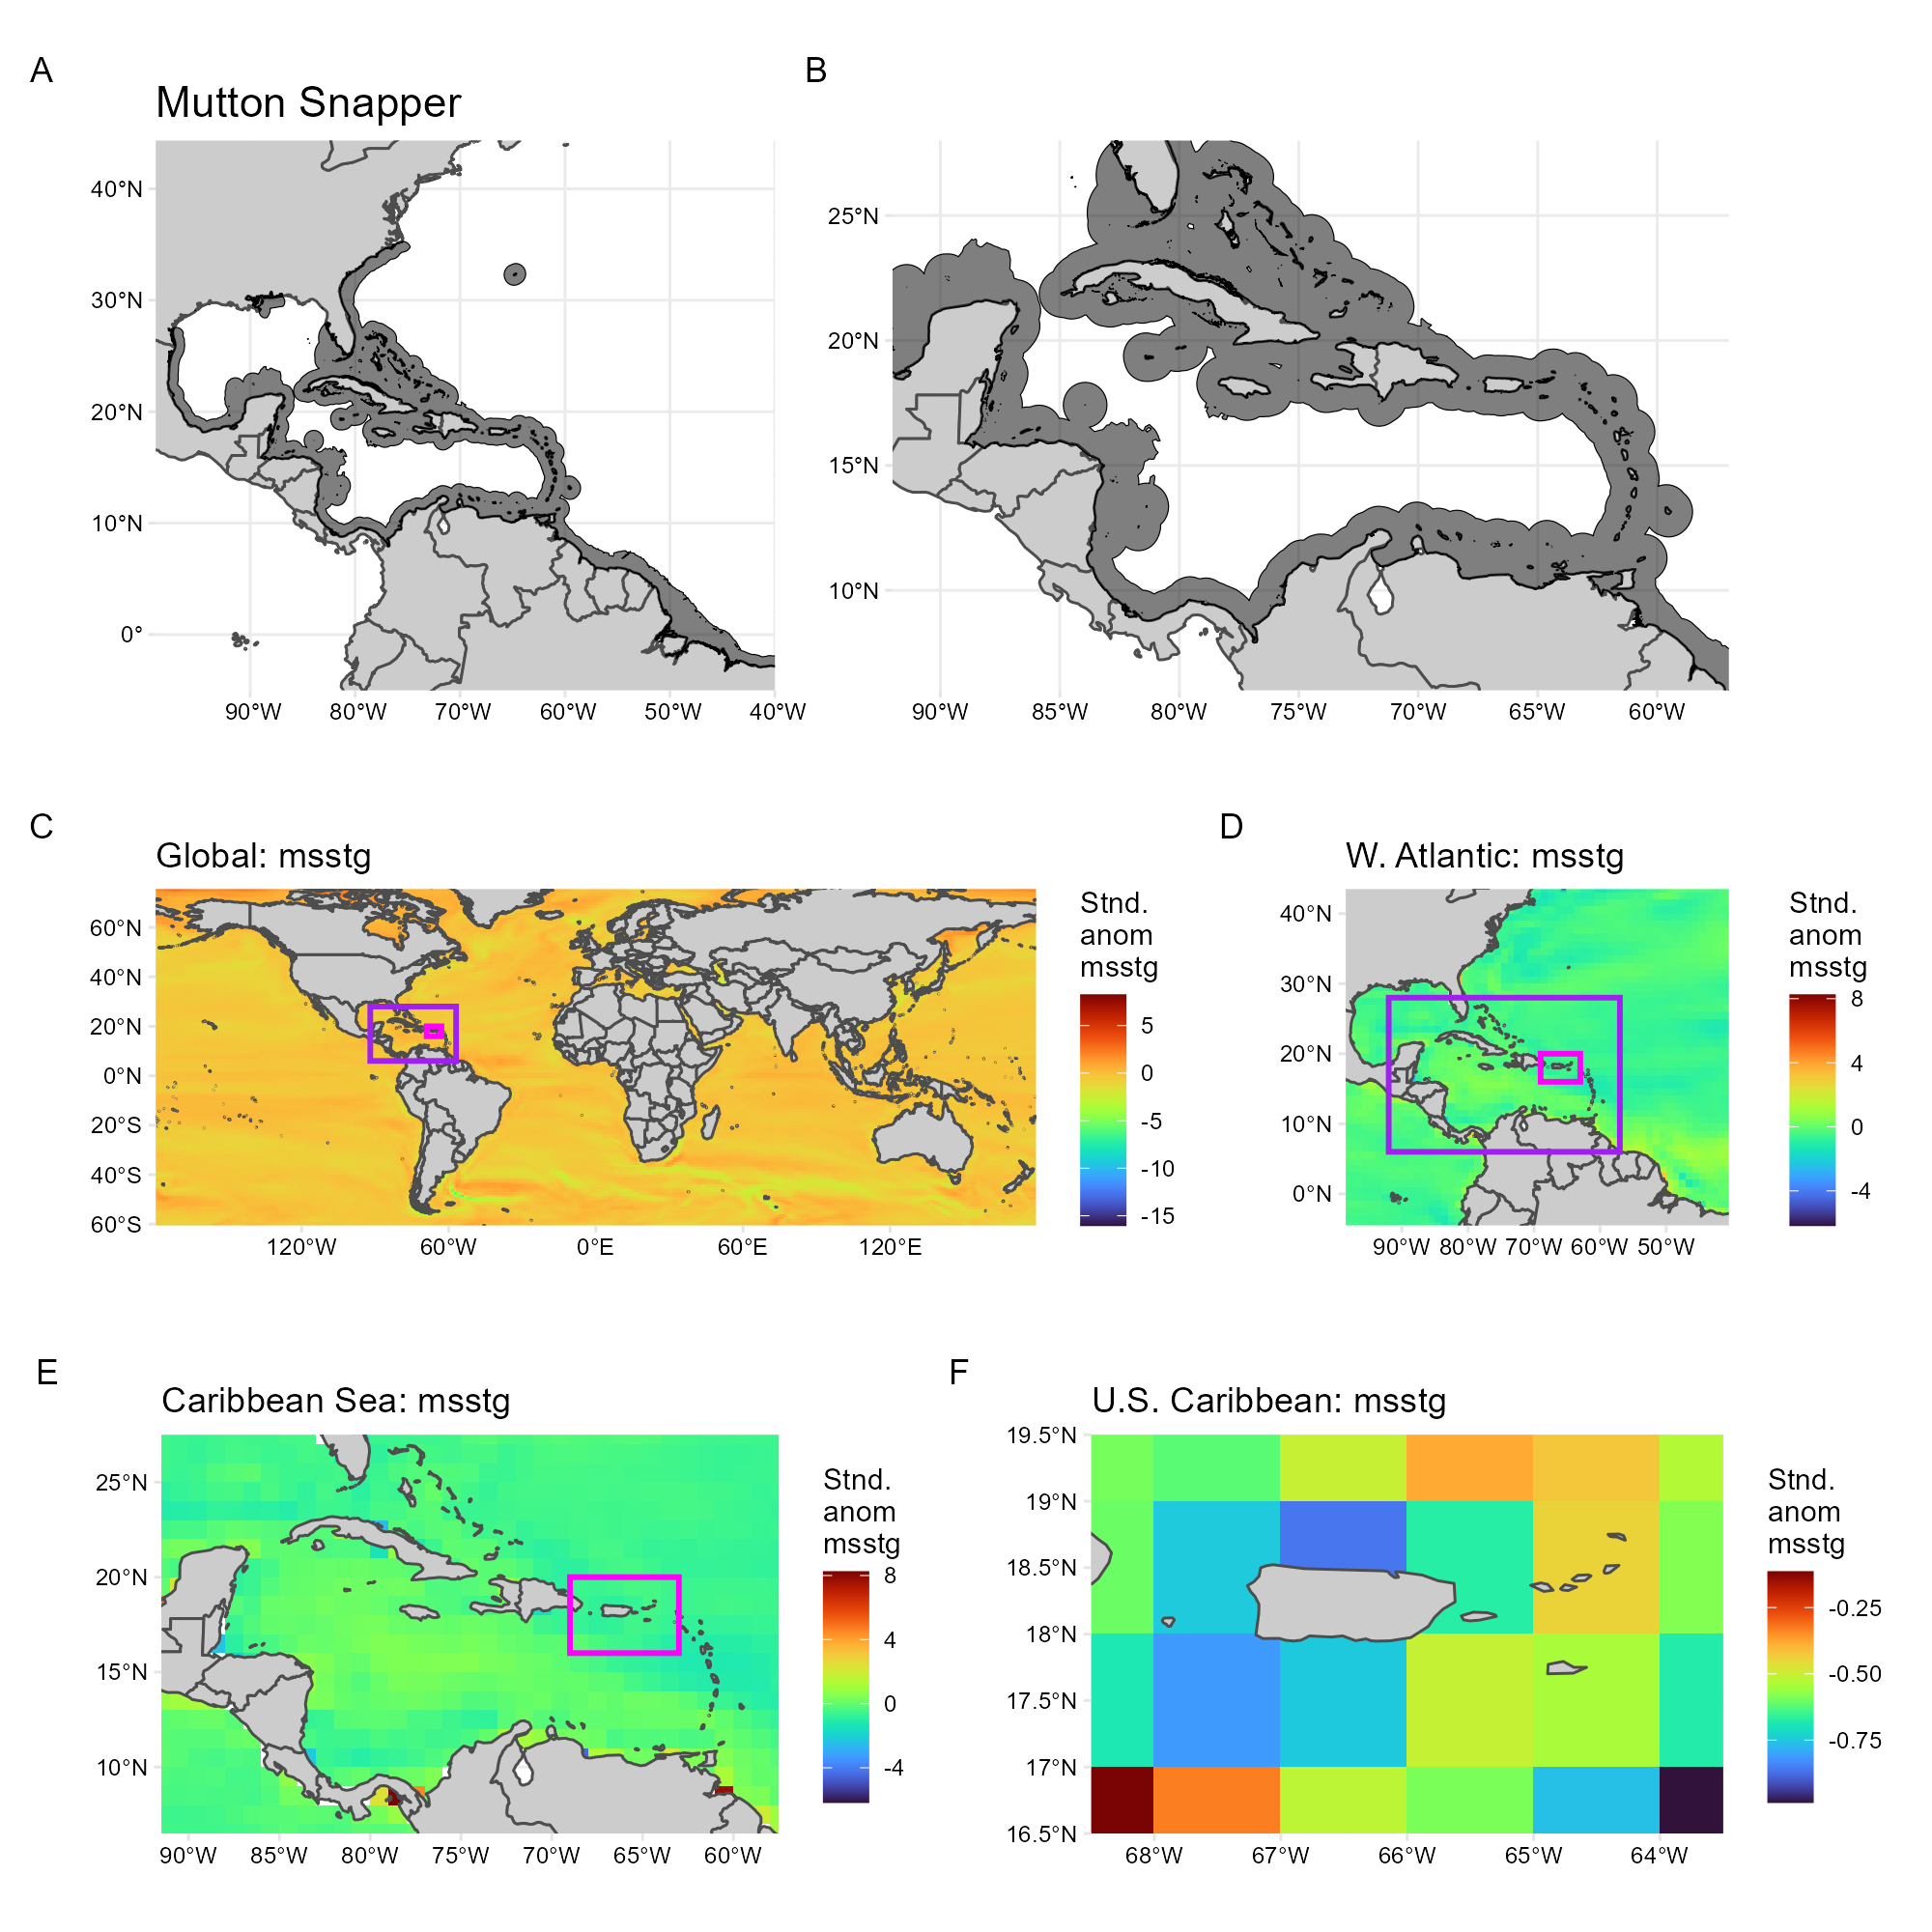 A
B
Mutton Snapper
40°N
30°N
20°N
10°N
0°
90°W 80°W 70°W 60°W 50°W 40°W
25°N
20°N
15°N
10°N
90°W 85°W 80°W 75°W 70°W 65°W 60°W
C
Global: msstg
60°N
40°N
20°N
0°N
20°S
40°S
60°S
120°W 60°W 0°E 60°E 120°E
Stnd.
anom
msstg
5
0
-5
-10
-15
D
W. Atlantic: msstg
40°N
30°N
20°N
10°N
0°N
90°W 80°W 70°W 60°W 50°W
Stnd.
anom
msstg
8
4
0
-4
E
Caribbean Sea: msstg
25°N
20°N
15°N
10°N
90°W 85°W 80°W 75°W 70°W 65°W 60°W
Stnd.
anom
msstg
8
4
0
-4
F
U.S. Caribbean: msstg
19.5°N
19°N
18.5°N
18°N
17.5°N
17°N
16.5°N
68°W 67°W 66°W 65°W 64°W
Stnd.
anom
msstg
-0.25
-0.50
-0.75